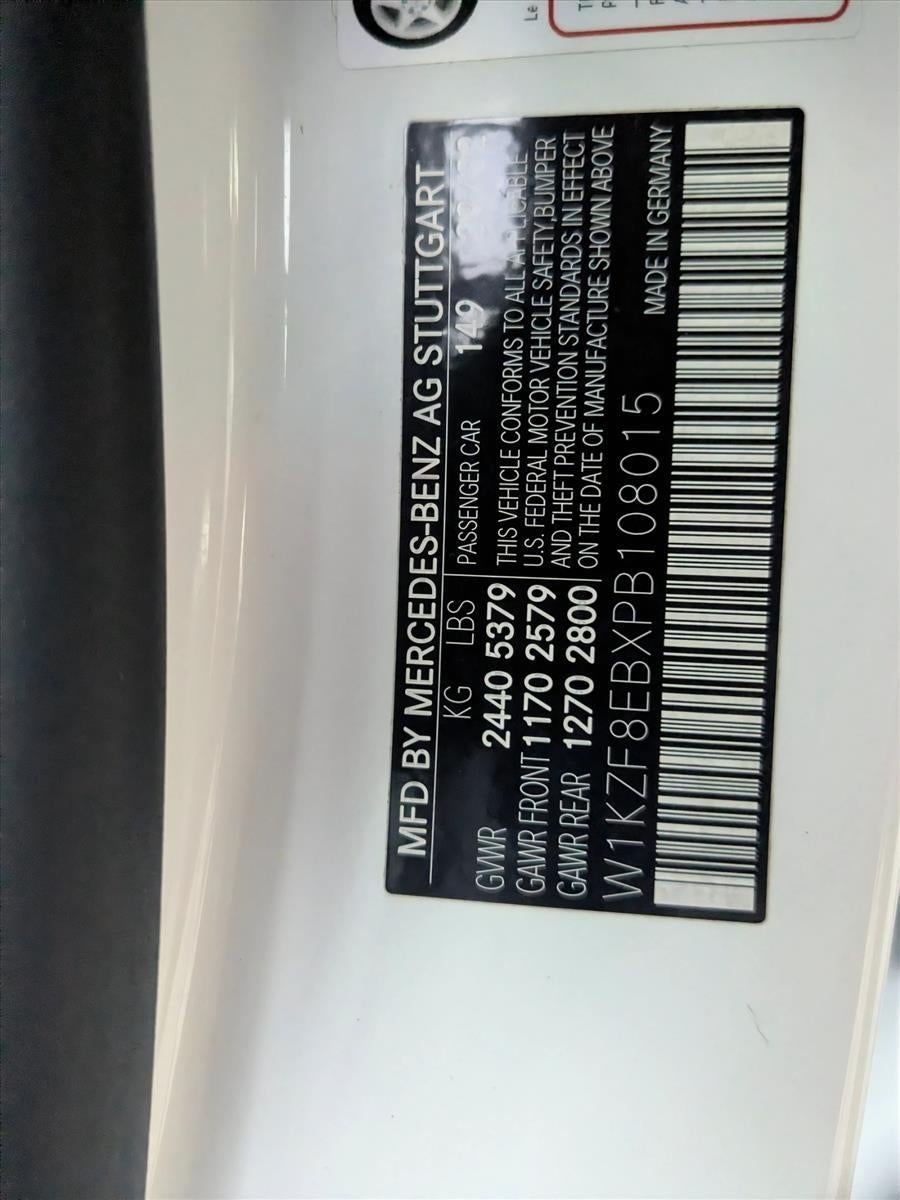 Le
MFD BY MERCEDES-BENZ AG STUTTGART
KG LBS
PASSENGER CAR 149
GVWR 2440 5379
GAWR FRONT 1170 2579
GAWR REAR 1270 2800
THIS VEHICLE CONFORMS TO ALL APPLICABLE
U.S. FEDERAL MOTOR VEHICLE SAFETY, BUMPER
AND THEFT PREVENTION STANDARDS IN EFFECT
ON THE DATE OF MANUFACTURE SHOWN ABOVE
W1KZF8EBXPB108015
MADE IN GERMANY